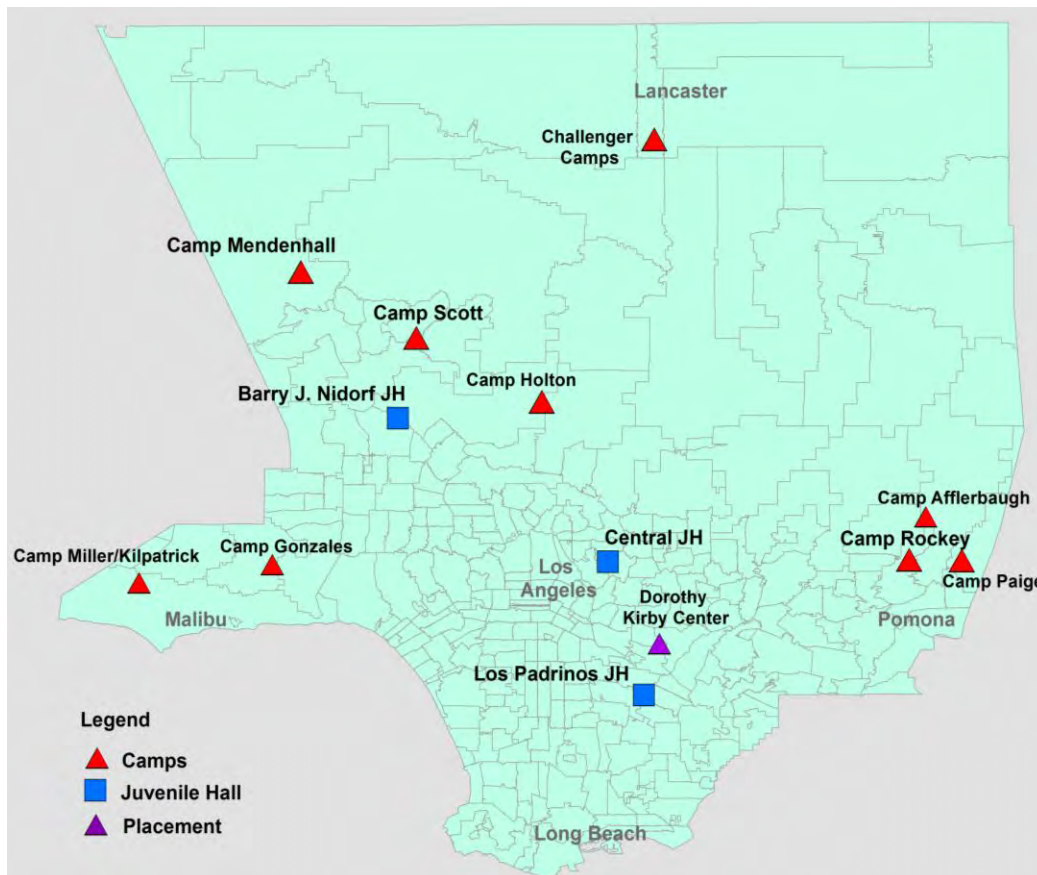 Lancaster
Challenger
Camps
Camp Mendenhall
Camp Scott
Camp Holton
Barry J. Nidorf JH
Camp Afflerbaugh
Camp Rockey
Camp Paige
Central JH
Los
Angeles
Camp Miller/Kilpatrick
Camp Gonzales
Malibu
Dorothy
Kirby Center
Pomona
Los Padrinos JH
Legend
Camps
Juvenile Hall
Placement
Long Beach